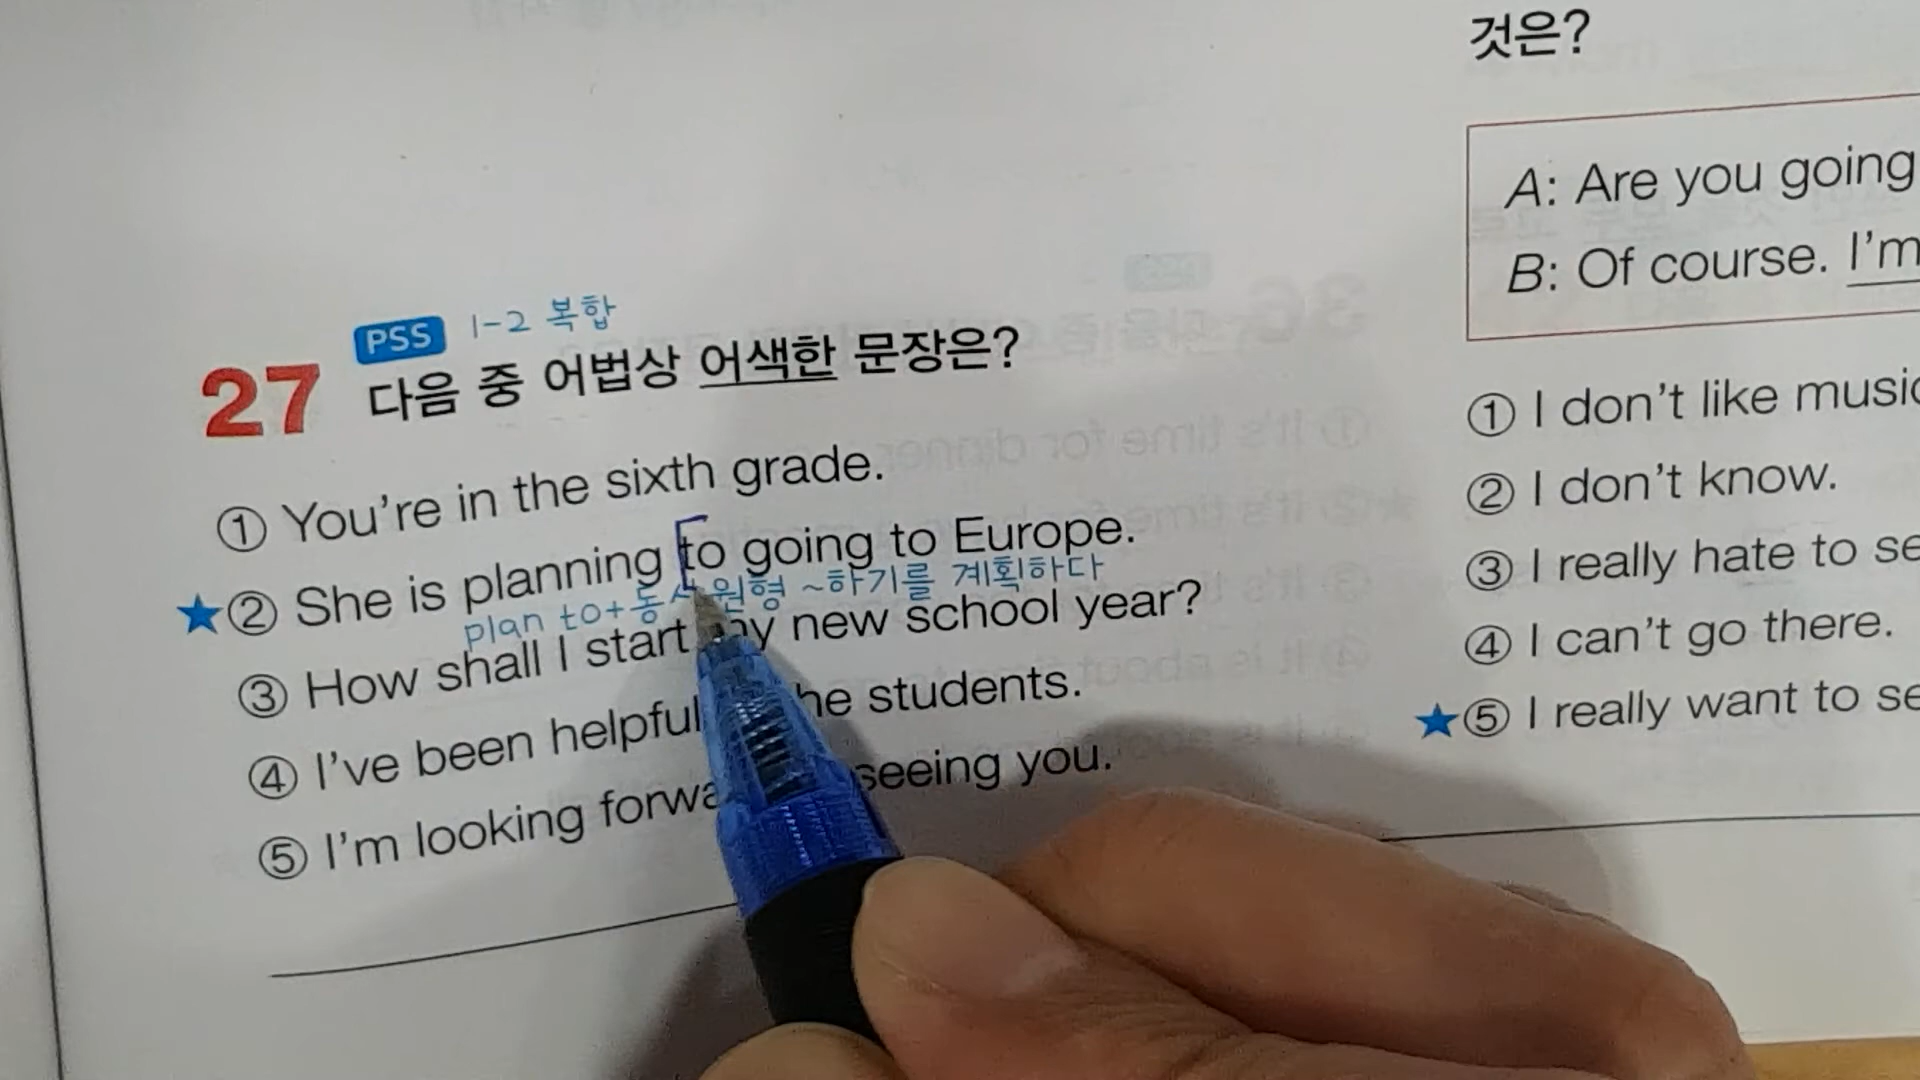 PSS 1-2 복합
27 다음 중 어법상 어색한 문장은?
① You're in the sixth grade.
★② She is planning to going to Europe.
plan to+동사원형 ~하기를 계획하다
③ How shall I start my new school year?
④ I've been helpful he students.
⑤ I'm looking forwa seeing you.
것은?
A: Are you going
B: Of course. I'm
① I don't like music
② I don't know.
③ I really hate to se
④ I can't go there.
★⑤ I really want to se